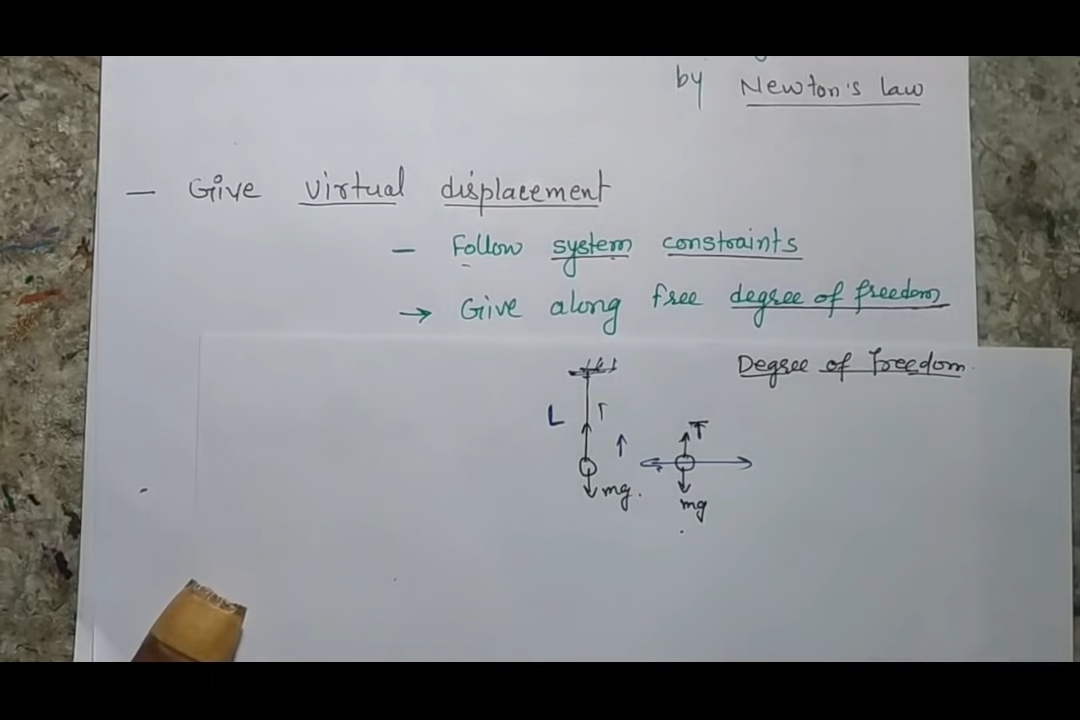 by Newton's law
— Give virtual displacement
— Follow system constraints
→ Give along free degree of freedom
Degree of freedom
L T
T
mg.
mg